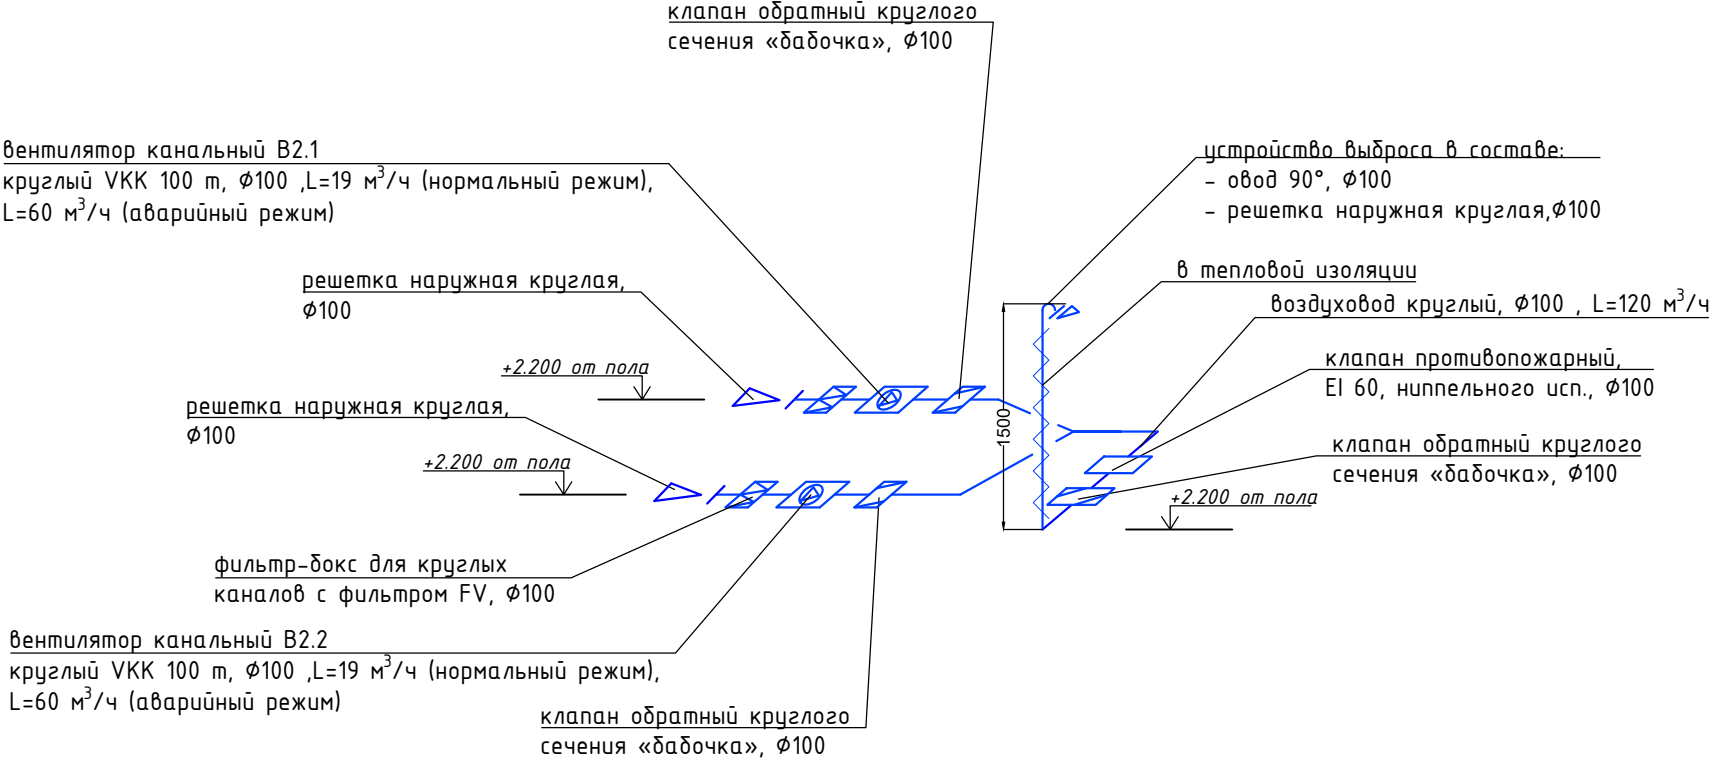 клапан обратный круглого
сечения «бабочка», Ф100
вентилятор канальный В2.1
круглый VKK 100 m, Ф100 ,L=19 м³/ч (нормальный режим),
L=60 м³/ч (аварийный режим)
устройство выброса в составе:
- овод 90°, Ф100
- решетка наружная круглая,Ф100
решетка наружная круглая,
Ф100
в тепловой изоляции
воздуховод круглый, Ф100 , L=120 м³/ч
+2.200 от пола
клапан противопожарный,
EI 60, ниппельного исп., Ф100
решетка наружная круглая,
Ф100
1500
клапан обратный круглого
сечения «бабочка», Ф100
+2.200 от пола
+2.200 от пола
фильтр-бокс для круглых
каналов с фильтром FV, Ф100
вентилятор канальный В2.2
круглый VKK 100 m, Ф100 ,L=19 м³/ч (нормальный режим),
L=60 м³/ч (аварийный режим)
клапан обратный круглого
сечения «бабочка», Ф100